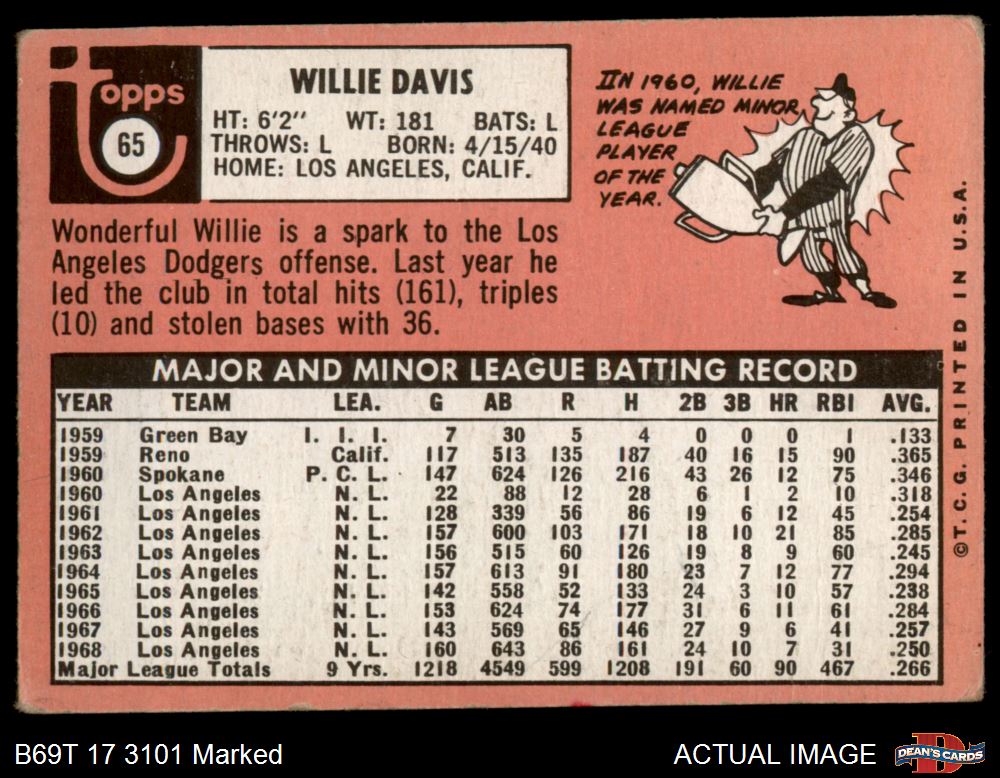 topps
65
WILLIE DAVIS
HT: 6'2" WT: 181 BATS: L
THROWS: L BORN: 4/15/40
HOME: LOS ANGELES, CALIF.
IN 1960, WILLIE
WAS NAMED MINOR
LEAGUE
PLAYER
OF THE
YEAR.
Wonderful Willie is a spark to the Los
Angeles Dodgers offense. Last year he
led the club in total hits (161), triples
(10) and stolen bases with 36.
MAJOR AND MINOR LEAGUE BATTING RECORD
YEAR TEAM LEA. G AB R H 2B 3B HR RBI AVG.
1959 Green Bay I. I. I. 7 30 5 4 0 0 0 1 .133
1959 Reno Calif. 117 513 135 187 40 16 15 90 .365
1960 Spokane P. C. L. 147 624 126 216 43 26 12 75 .346
1960 Los Angeles N. L. 22 88 12 28 6 1 2 10 .318
1961 Los Angeles N. L. 128 339 56 86 19 6 12 45 .254
1962 Los Angeles N. L. 157 600 103 171 18 10 21 85 .285
1963 Los Angeles N. L. 156 515 60 126 19 8 9 60 .245
1964 Los Angeles N. L. 157 613 91 180 23 7 12 77 .294
1965 Los Angeles N. L. 142 558 52 133 24 3 10 57 .238
1966 Los Angeles N. L. 153 624 74 177 31 6 11 61 .284
1967 Los Angeles N. L. 143 569 65 146 27 9 6 41 .257
1968 Los Angeles N. L. 160 643 86 161 24 10 7 31 .250
Major League Totals 9 Yrs. 1218 4549 599 1208 191 60 90 467 .266
©T.C.G. PRINTED IN U.S.A.
B69T 17 3101 Marked
ACTUAL IMAGE
DEAN'S CARDS